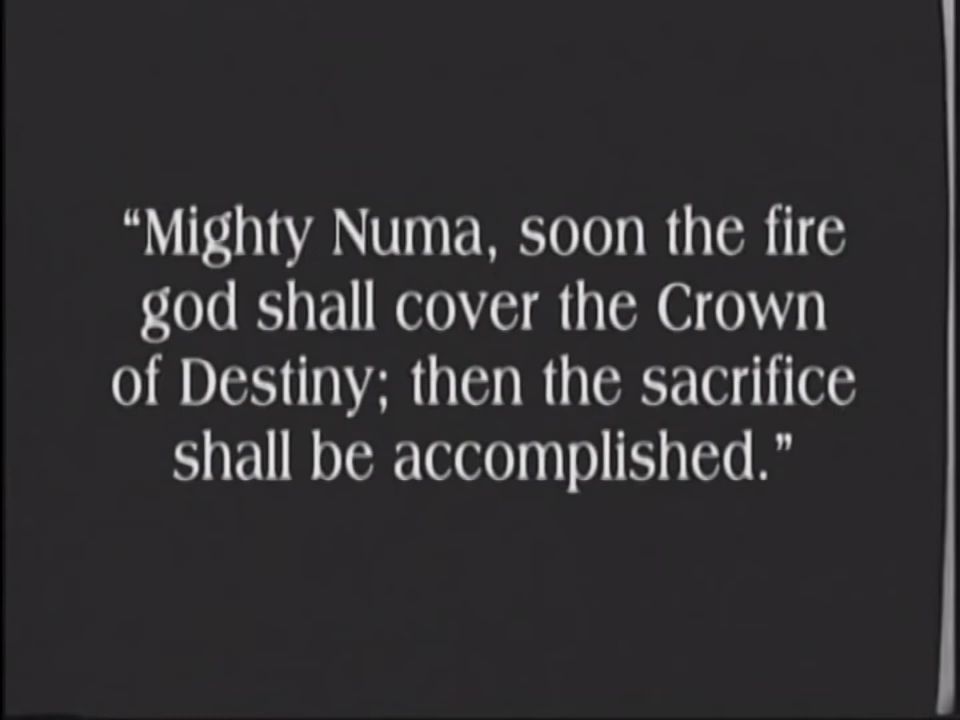 “Mighty Numa, soon the fire
god shall cover the Crown
of Destiny; then the sacrifice
shall be accomplished.”